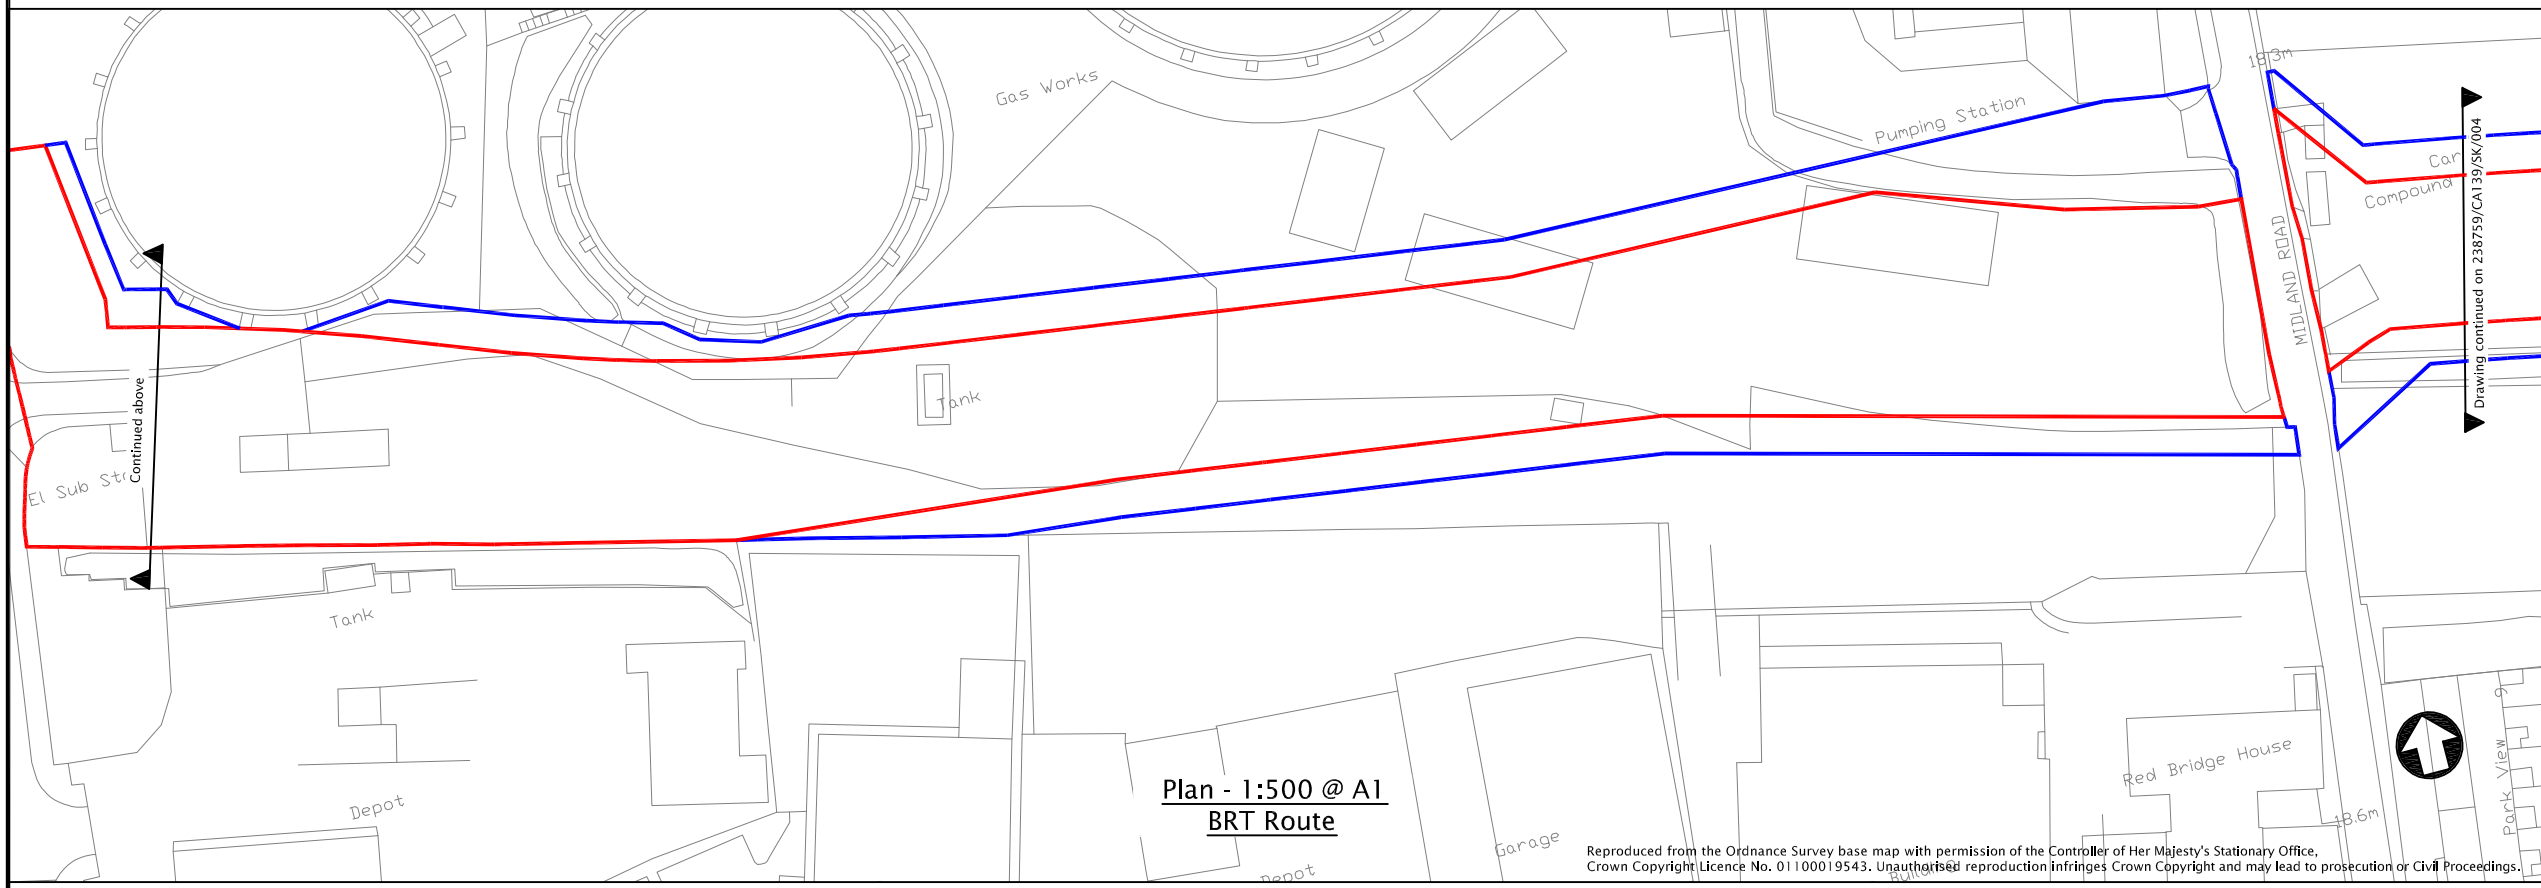 18.3m
Gas Works
Pumping Station
Car
Compound
Drawing continued on 238759/CA139/SK/004
MIDLAND ROAD
Continued above
Tank
El Sub Sta
Tank
Depot
Plan - 1:500 @ A1
BRT Route
Red Bridge House
Park View
9
18.6m
Garage
Depot
Building
Reproduced from the Ordnance Survey base map with permission of the Controller of Her Majesty's Stationary Office,
Crown Copyright Licence No. 01100019543. Unauthorised reproduction infringes Crown Copyright and may lead to prosecution or Civil Proceedings.